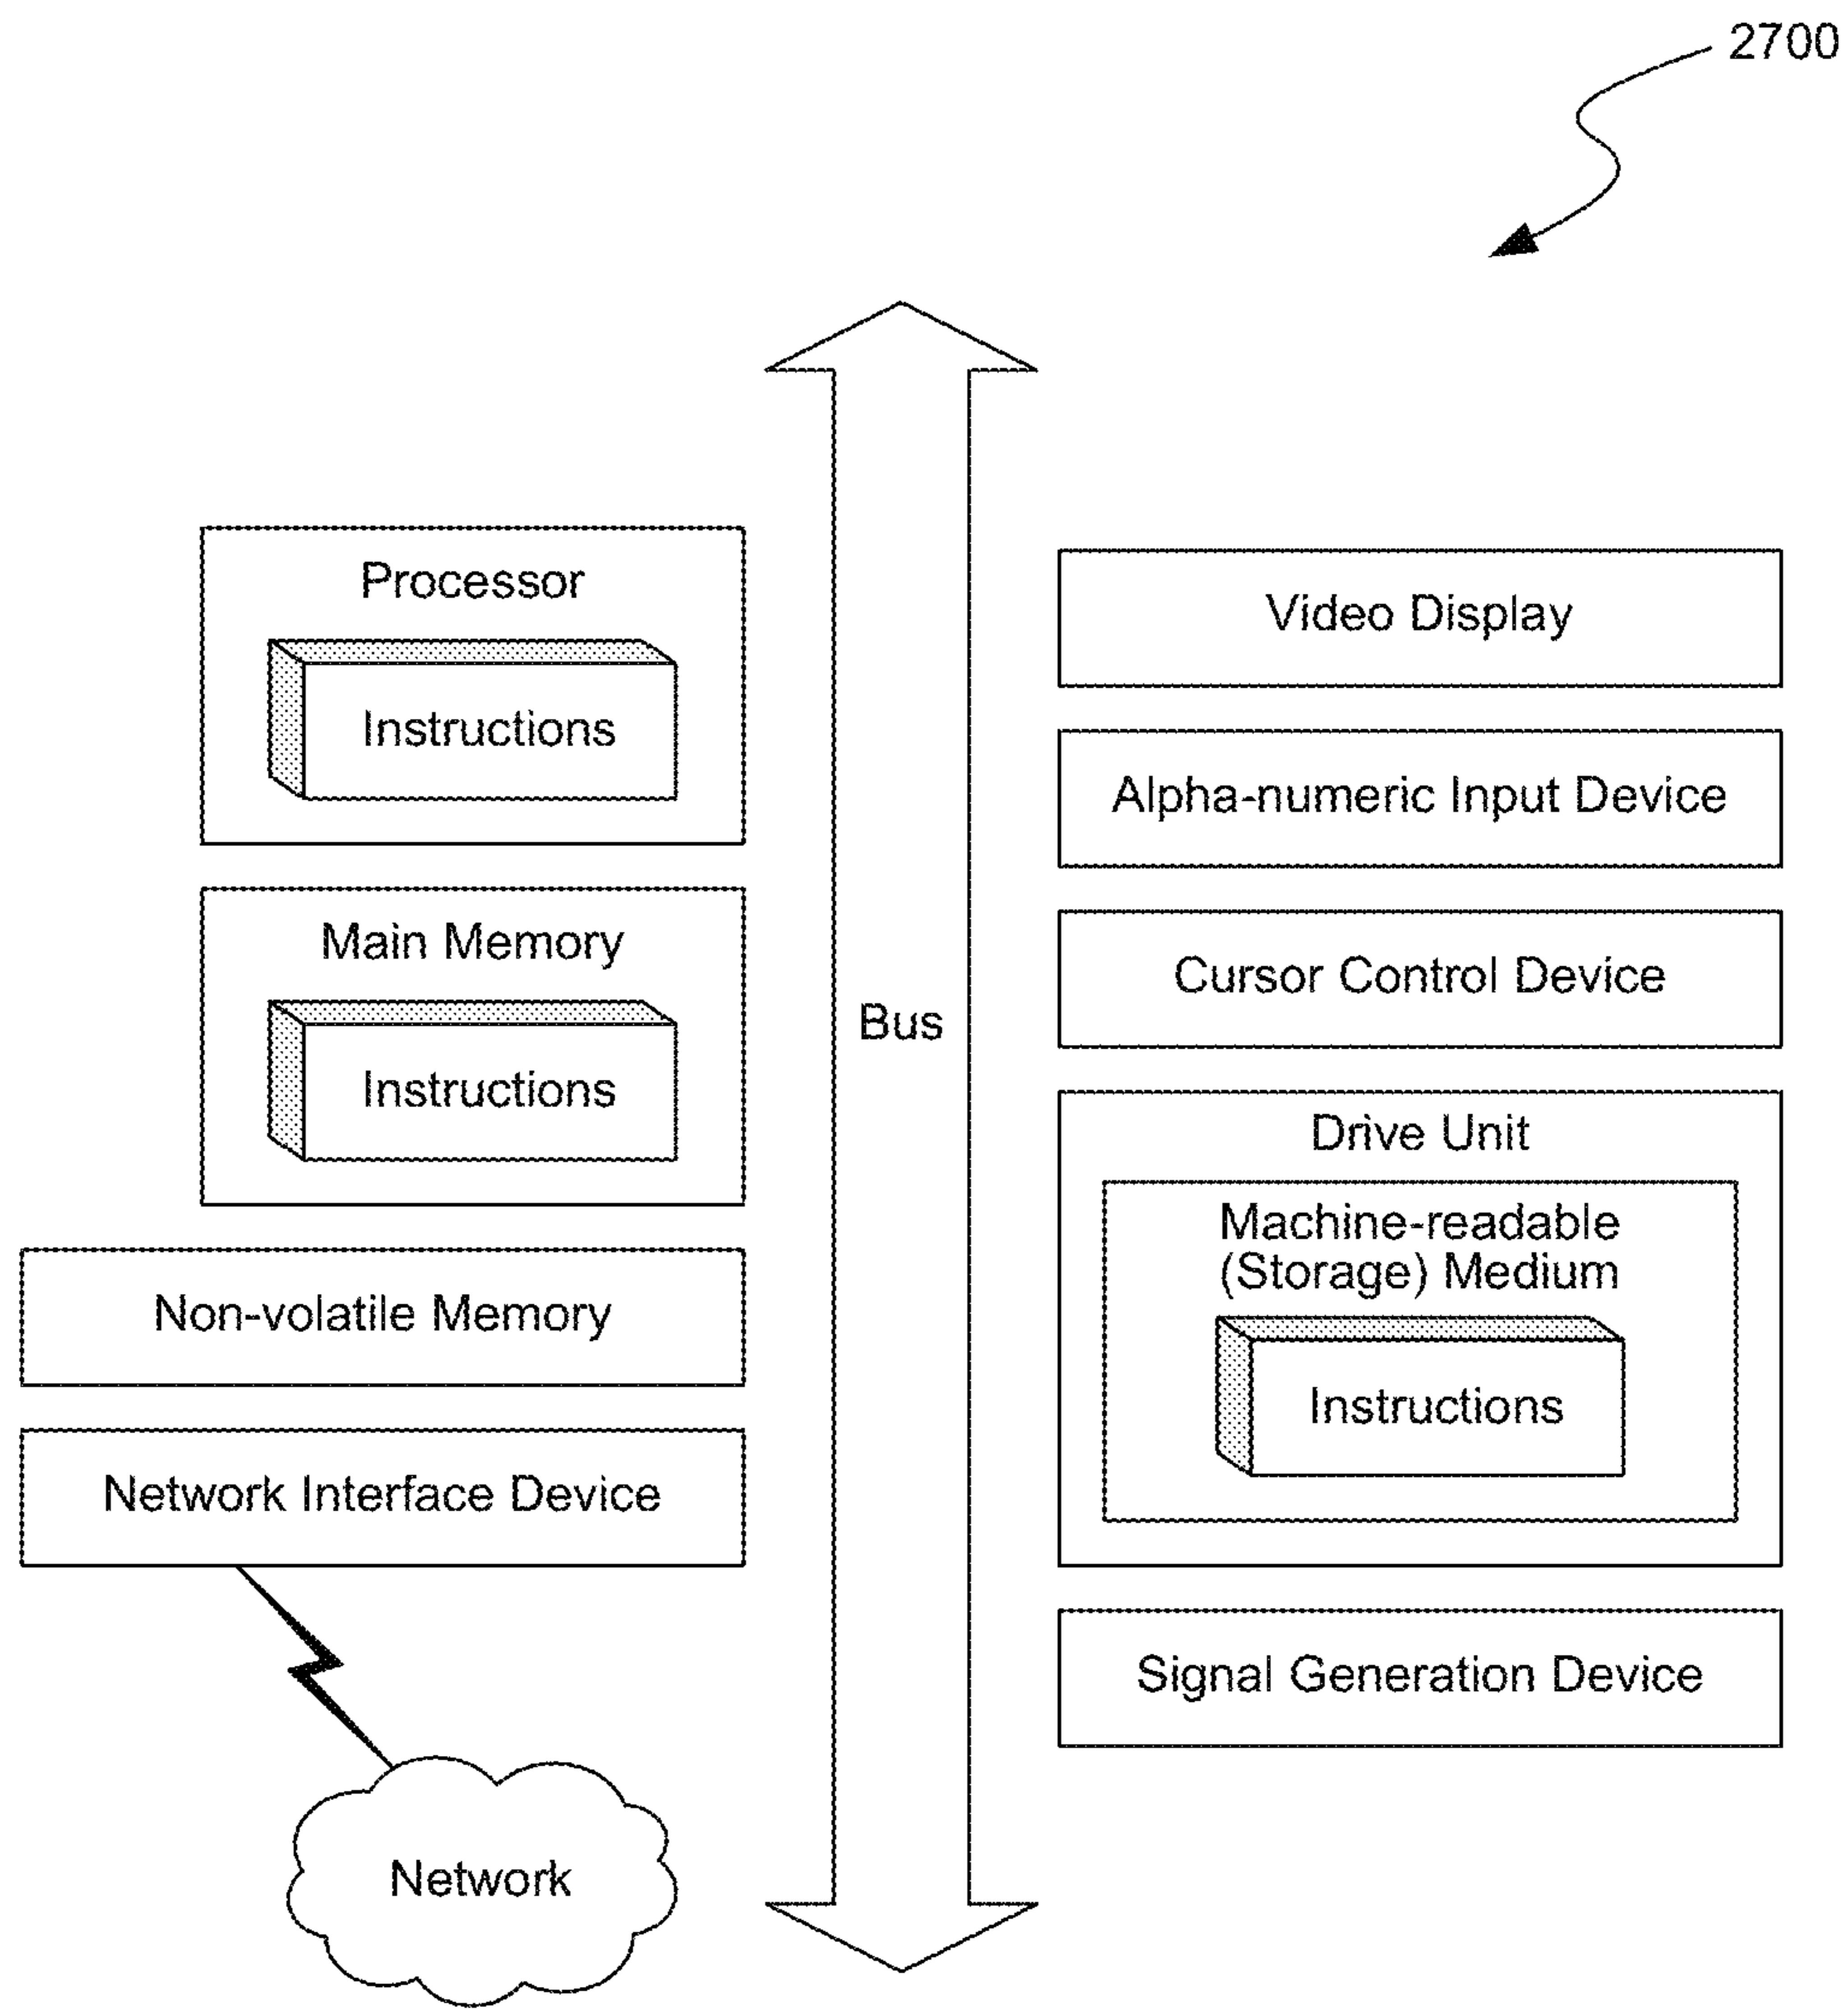 2700
Processor
Instructions
Main Memory
Instructions
Non-volatile Memory
Network Interface Device
Network
Bus
Video Display
Alpha-numeric Input Device
Cursor Control Device
Drive Unit
Machine-readable
(Storage) Medium
Instructions
Signal Generation Device